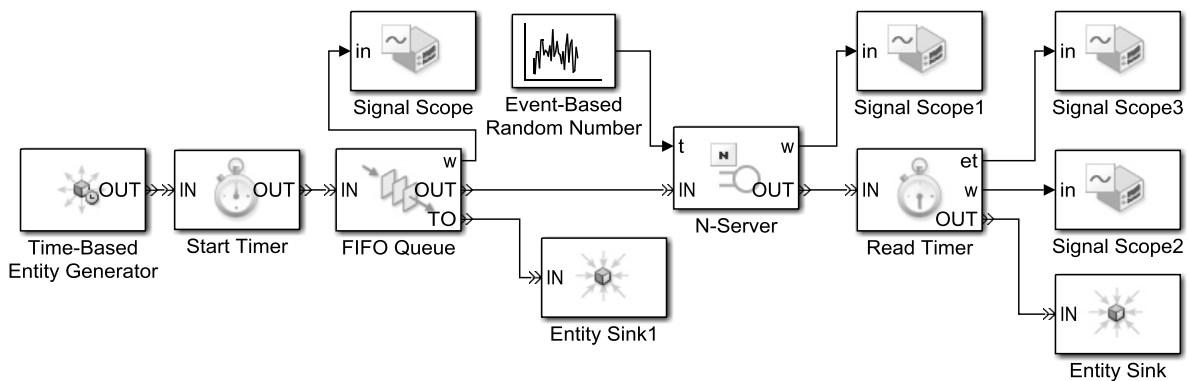 in
Signal Scope
Event-Based
Random Number
in
Signal Scope1
in
Signal Scope3
OUT
Time-Based
Entity Generator
IN
OUT
Start Timer
IN
w
OUT
TO
FIFO Queue
t
IN
N
w
OUT
N-Server
IN
et
w
OUT
Read Timer
in
Signal Scope2
IN
Entity Sink1
IN
Entity Sink